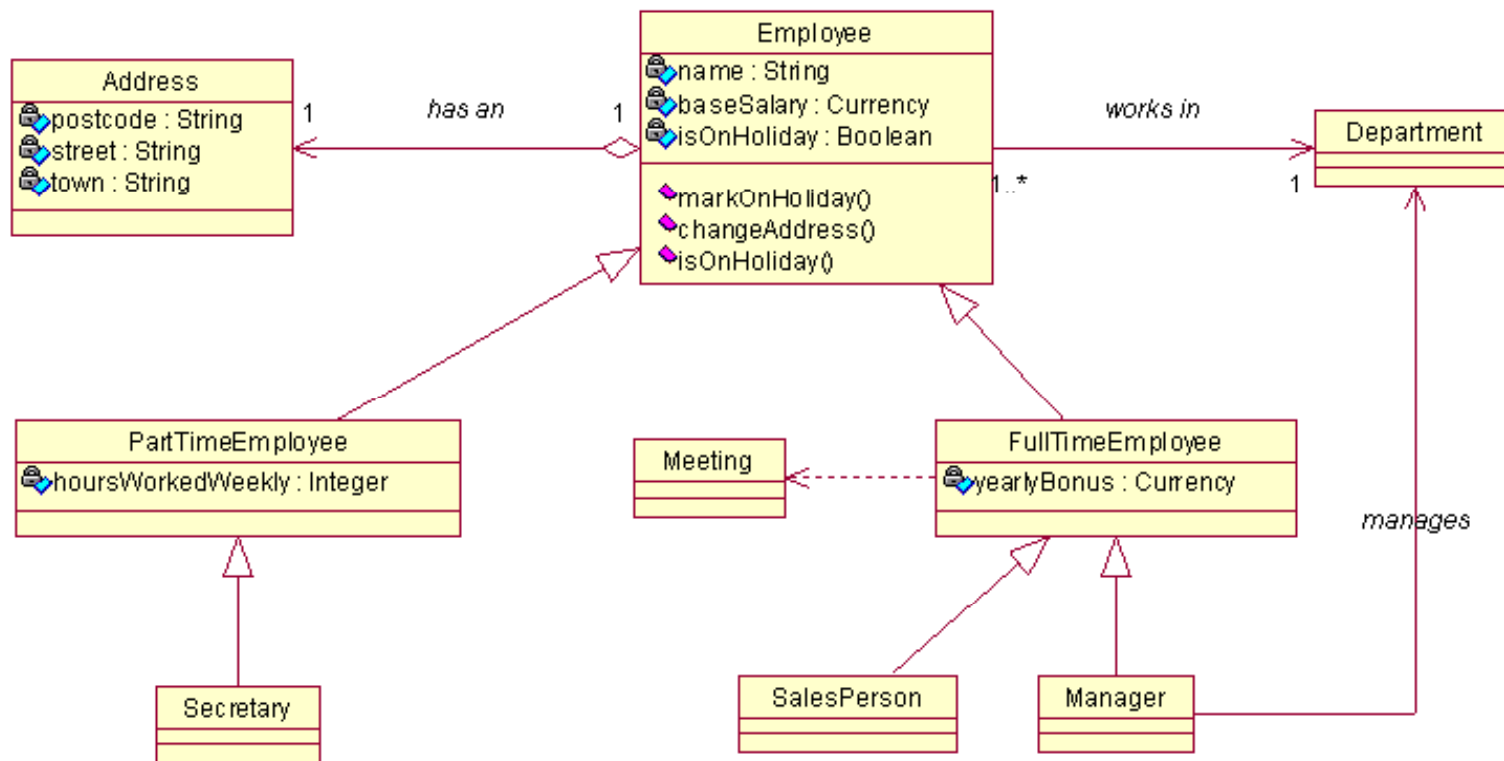 Employee
name : String
baseSalary : Currency
isOnHoliday : Boolean
markOnHoliday()
changeAddress()
isOnHoliday()
Address
postcode : String
street : String
town : String
1
has an
1
works in
1..*
1
Department
PartTimeEmployee
hoursWorkedWeekly : Integer
Meeting
FullTimeEmployee
yearlyBonus : Currency
manages
Secretary
SalesPerson
Manager